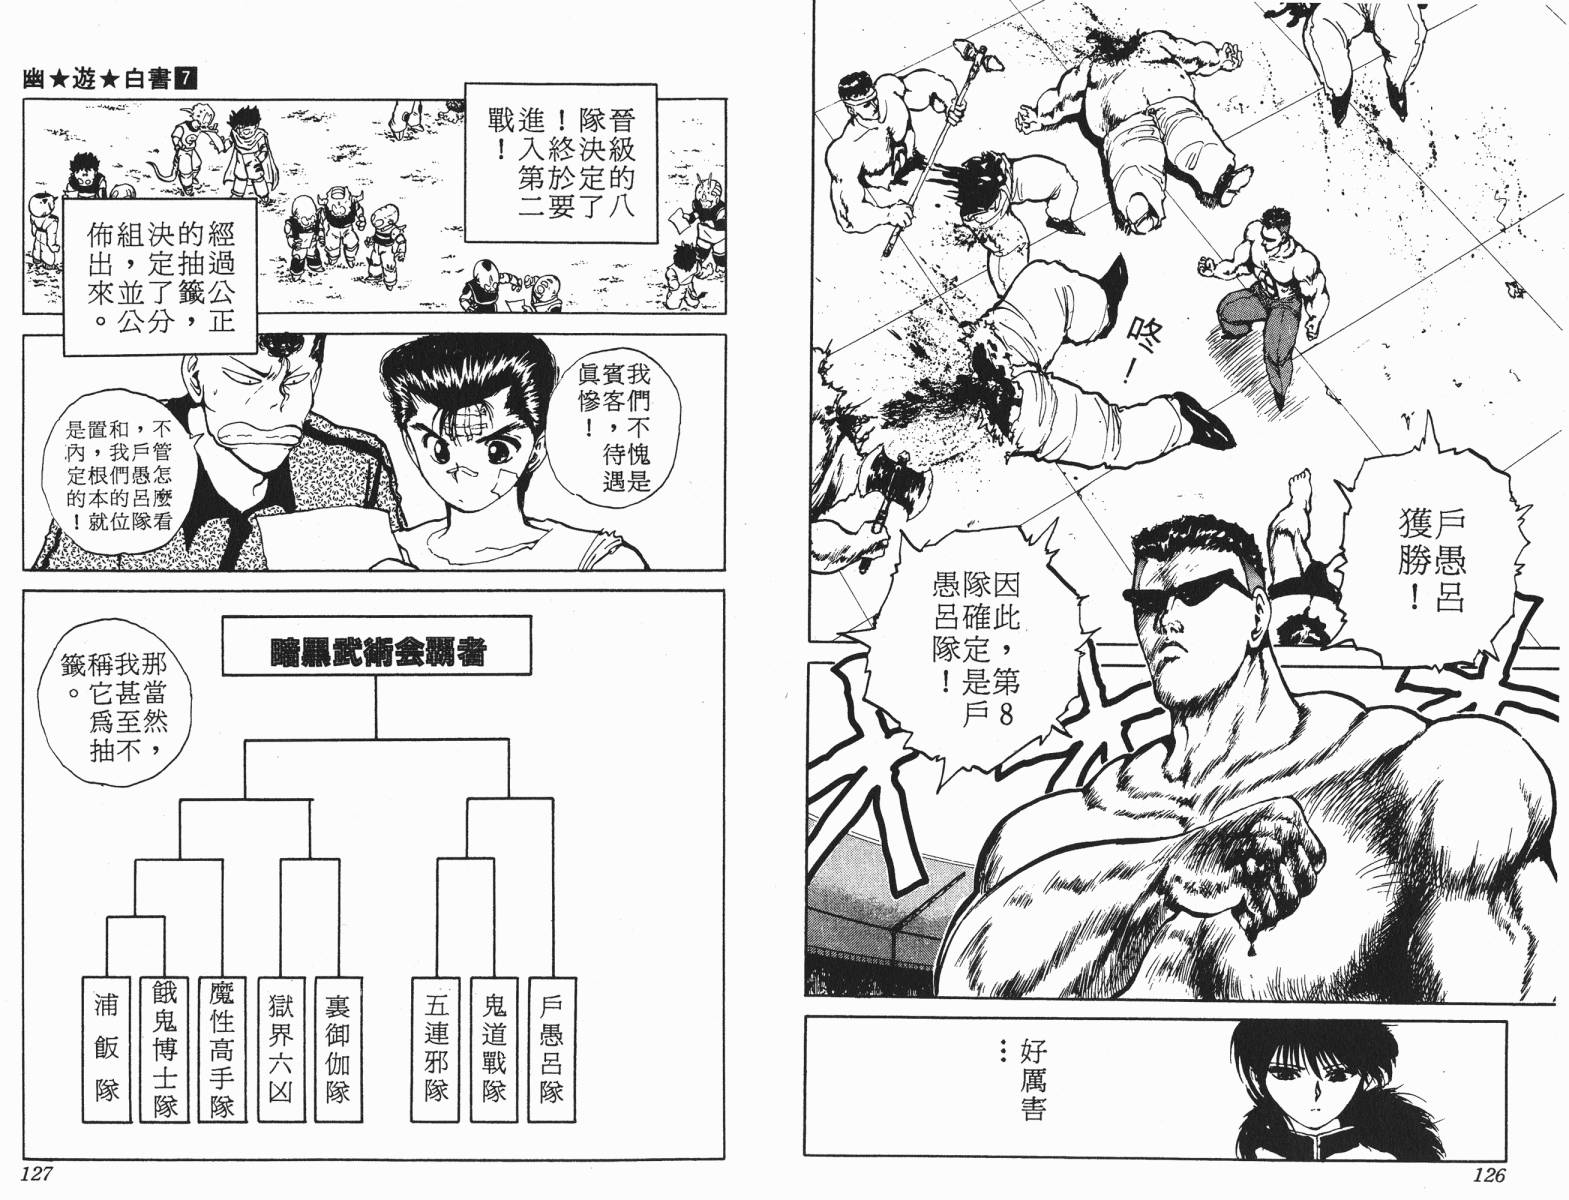 戶愚呂
獲勝！
咚！
因此，第8
隊確定是戶
愚呂隊！
好厲害
…
126
幽★遊★白書7
晉級的八
隊決定了
！終於要
進入第二
戰！
經過公正
的抽籤，
決定了分
組，並公
佈出來。
我們不愧是
賓客，待遇
眞慘！
不管怎麼看
，戶愚呂隊
和我們的位
置，根本就
是內定的！
那當然，
我甚至不
稱它爲抽
籤。
暗黒武術会覇者
戶愚呂隊
鬼道戰隊
五連邪隊
裏御伽隊
獄界六凶
魔性高手隊
餓鬼博士隊
浦飯隊
127